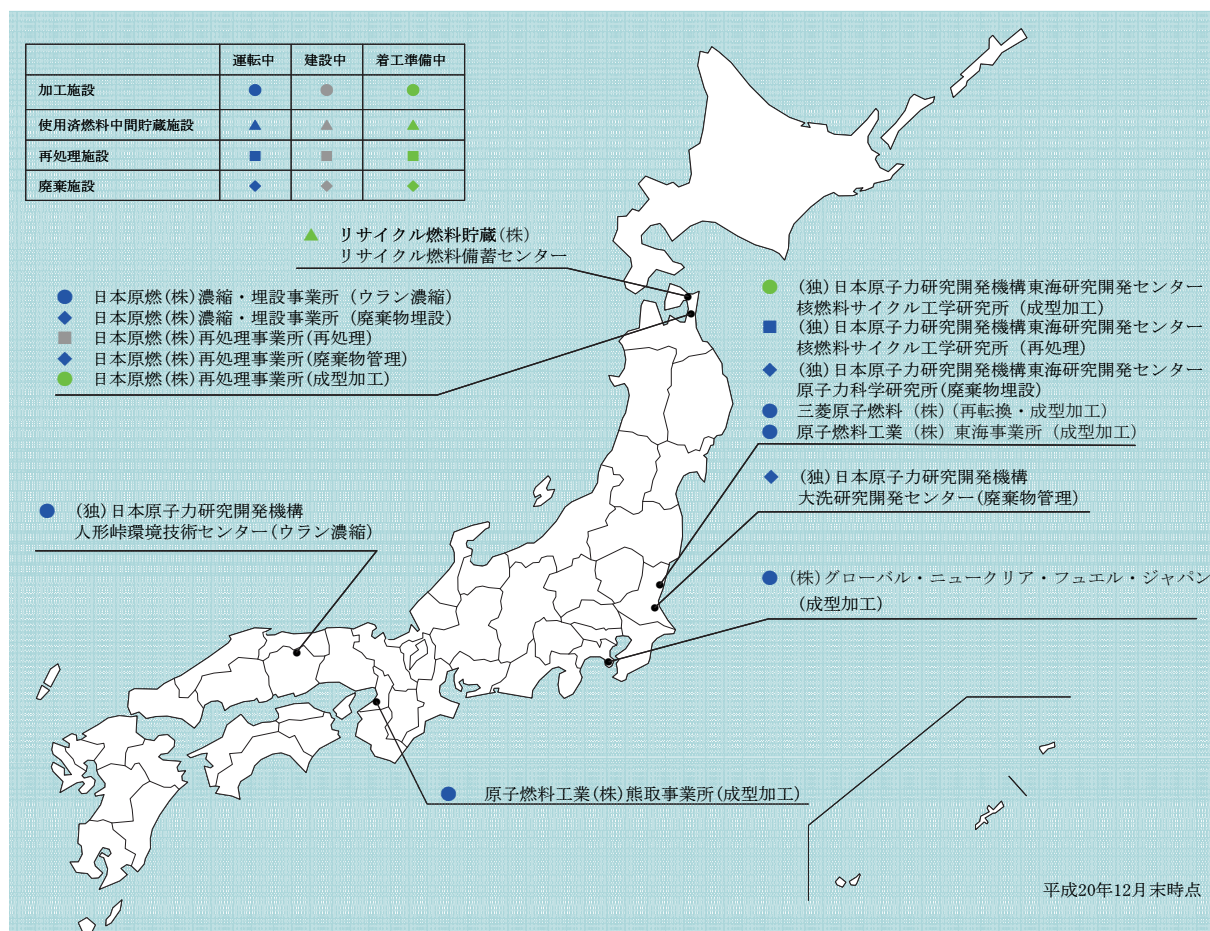 運転中 建設中 着工準備中
加工施設
使用済燃料中間貯蔵施設
再処理施設
廃棄施設
リサイクル燃料貯蔵(株)
リサイクル燃料備蓄センター
日本原燃(株)濃縮・埋設事業所(ウラン濃縮)
日本原燃(株)濃縮・埋設事業所(廃棄物埋設)
日本原燃(株)再処理事業所(再処理)
日本原燃(株)再処理事業所(廃棄物管理)
日本原燃(株)再処理事業所(成型加工)
(独)日本原子力研究開発機構東海研究開発センター
核燃料サイクル工学研究所(成型加工)
(独)日本原子力研究開発機構東海研究開発センター
核燃料サイクル工学研究所(再処理)
(独)日本原子力研究開発機構東海研究開発センター
原子力科学研究所(廃棄物埋設)
三菱原子燃料(株)(再転換・成型加工)
原子燃料工業(株)東海事業所(成型加工)
(独)日本原子力研究開発機構
大洗研究開発センター(廃棄物管理)
(独)日本原子力研究開発機構
人形峠環境技術センター(ウラン濃縮)
(株)グローバル・ニュークリア・フュエル・ジャパン
(成型加工)
原子燃料工業(株)熊取事業所(成型加工)
平成20年12月末時点